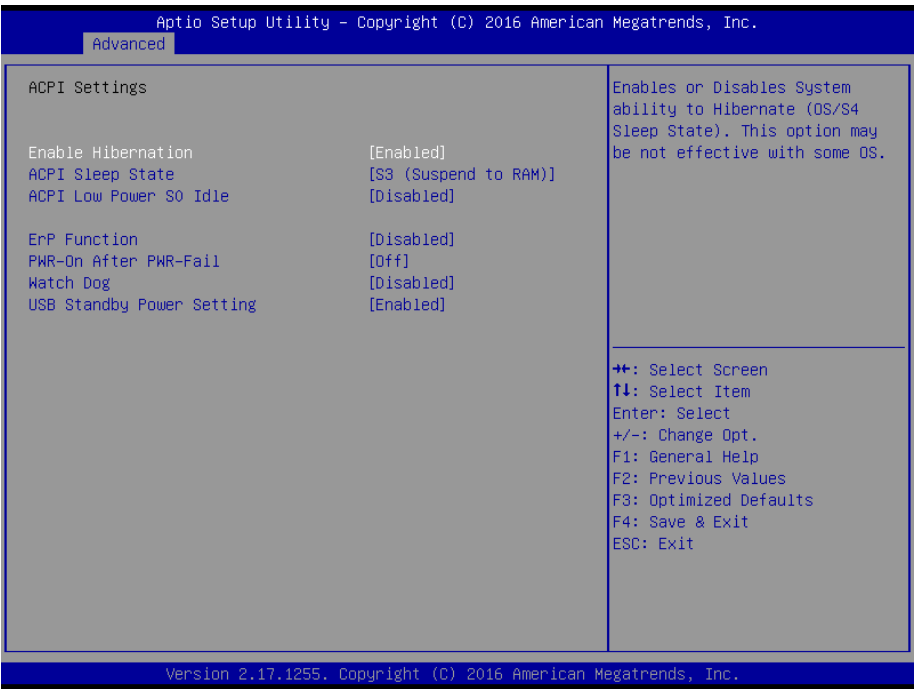 Aptio Setup Utility – Copyright (C) 2016 American Megatrends, Inc.
Advanced
ACPI Settings
Enable Hibernation [Enabled]
ACPI Sleep State [S3 (Suspend to RAM)]
ACPI Low Power S0 Idle [Disabled]
ErP Function [Disabled]
PWR-On After PWR-Fail [Off]
Watch Dog [Disabled]
USB Standby Power Setting [Enabled]
Enables or Disables System
ability to Hibernate (OS/S4
Sleep State). This option may
be not effective with some OS.
→←: Select Screen
↑↓: Select Item
Enter: Select
+/-: Change Opt.
F1: General Help
F2: Previous Values
F3: Optimized Defaults
F4: Save & Exit
ESC: Exit
Version 2.17.1255. Copyright (C) 2016 American Megatrends, Inc.